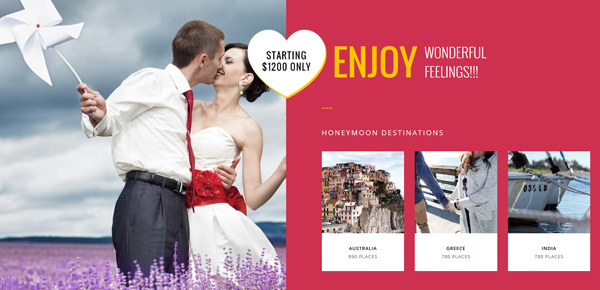 STARTING
$1200 ONLY
ENJOY
WONDERFUL
FEELINGS!!!
HONEYMOON DESTINATIONS
AUSTRALIA
890 PLACES
GREECE
780 PLACES
INDIA
780 PLACES